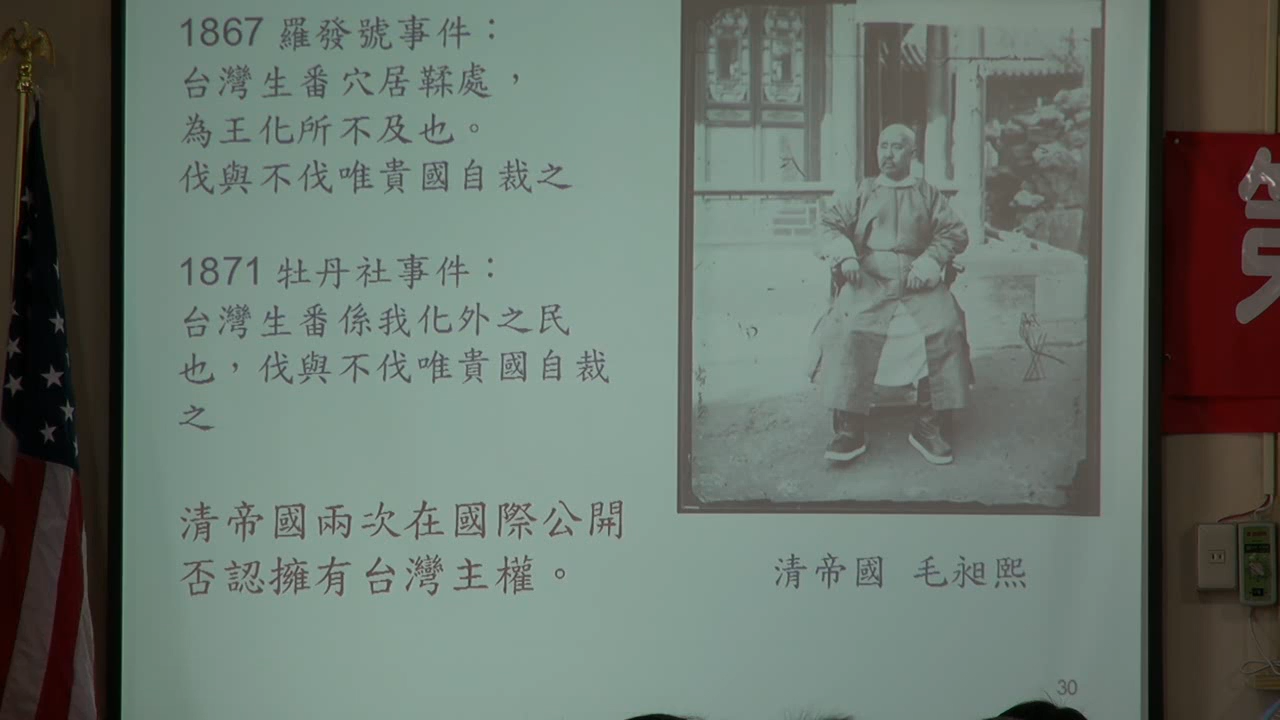 1867 羅發號事件：
台灣生番穴居鞣處，
為王化所不及也。
伐與不伐唯貴國自裁之
1871 牡丹社事件：
台灣生番係我化外之民
也，伐與不伐唯貴國自裁
之
清帝國兩次在國際公開
否認擁有台灣主權。
清帝國 毛昶熙
30